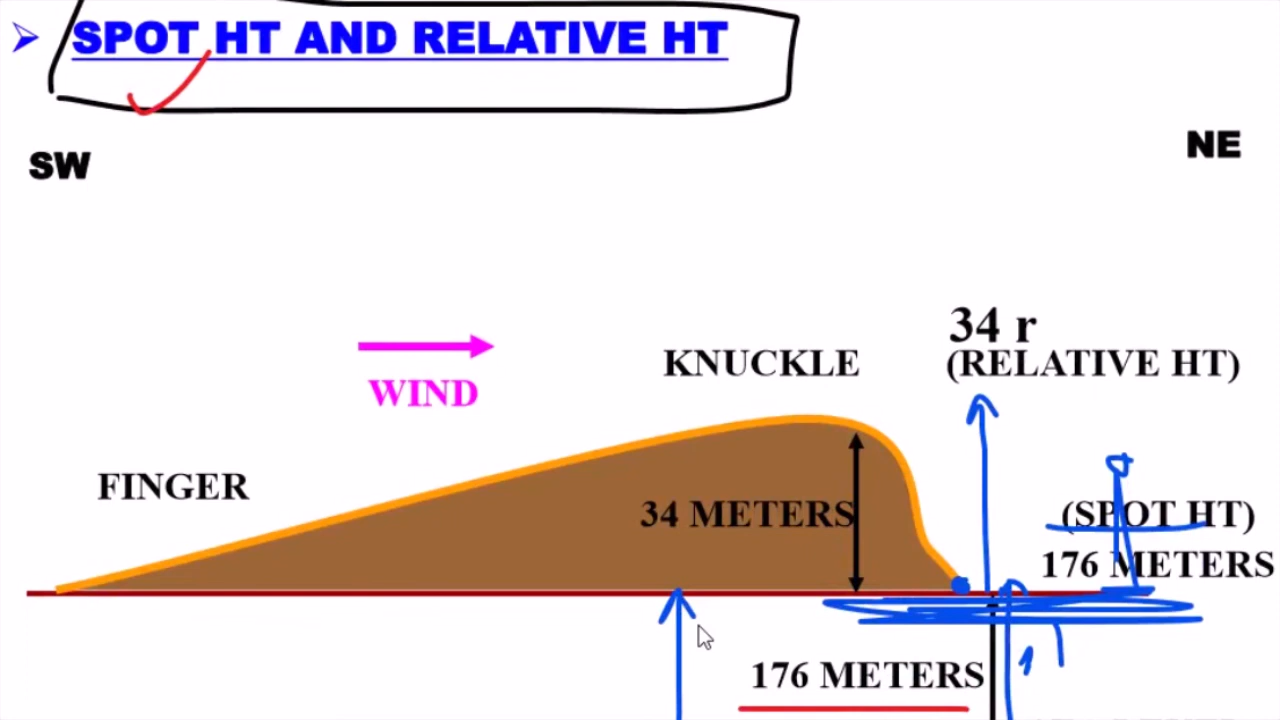 SPOT HT AND RELATIVE HT
SW
NE
34 r
KNUCKLE
(RELATIVE HT)
WIND
FINGER
34 METERS
(SPOT HT)
176 METERS
176 METERS